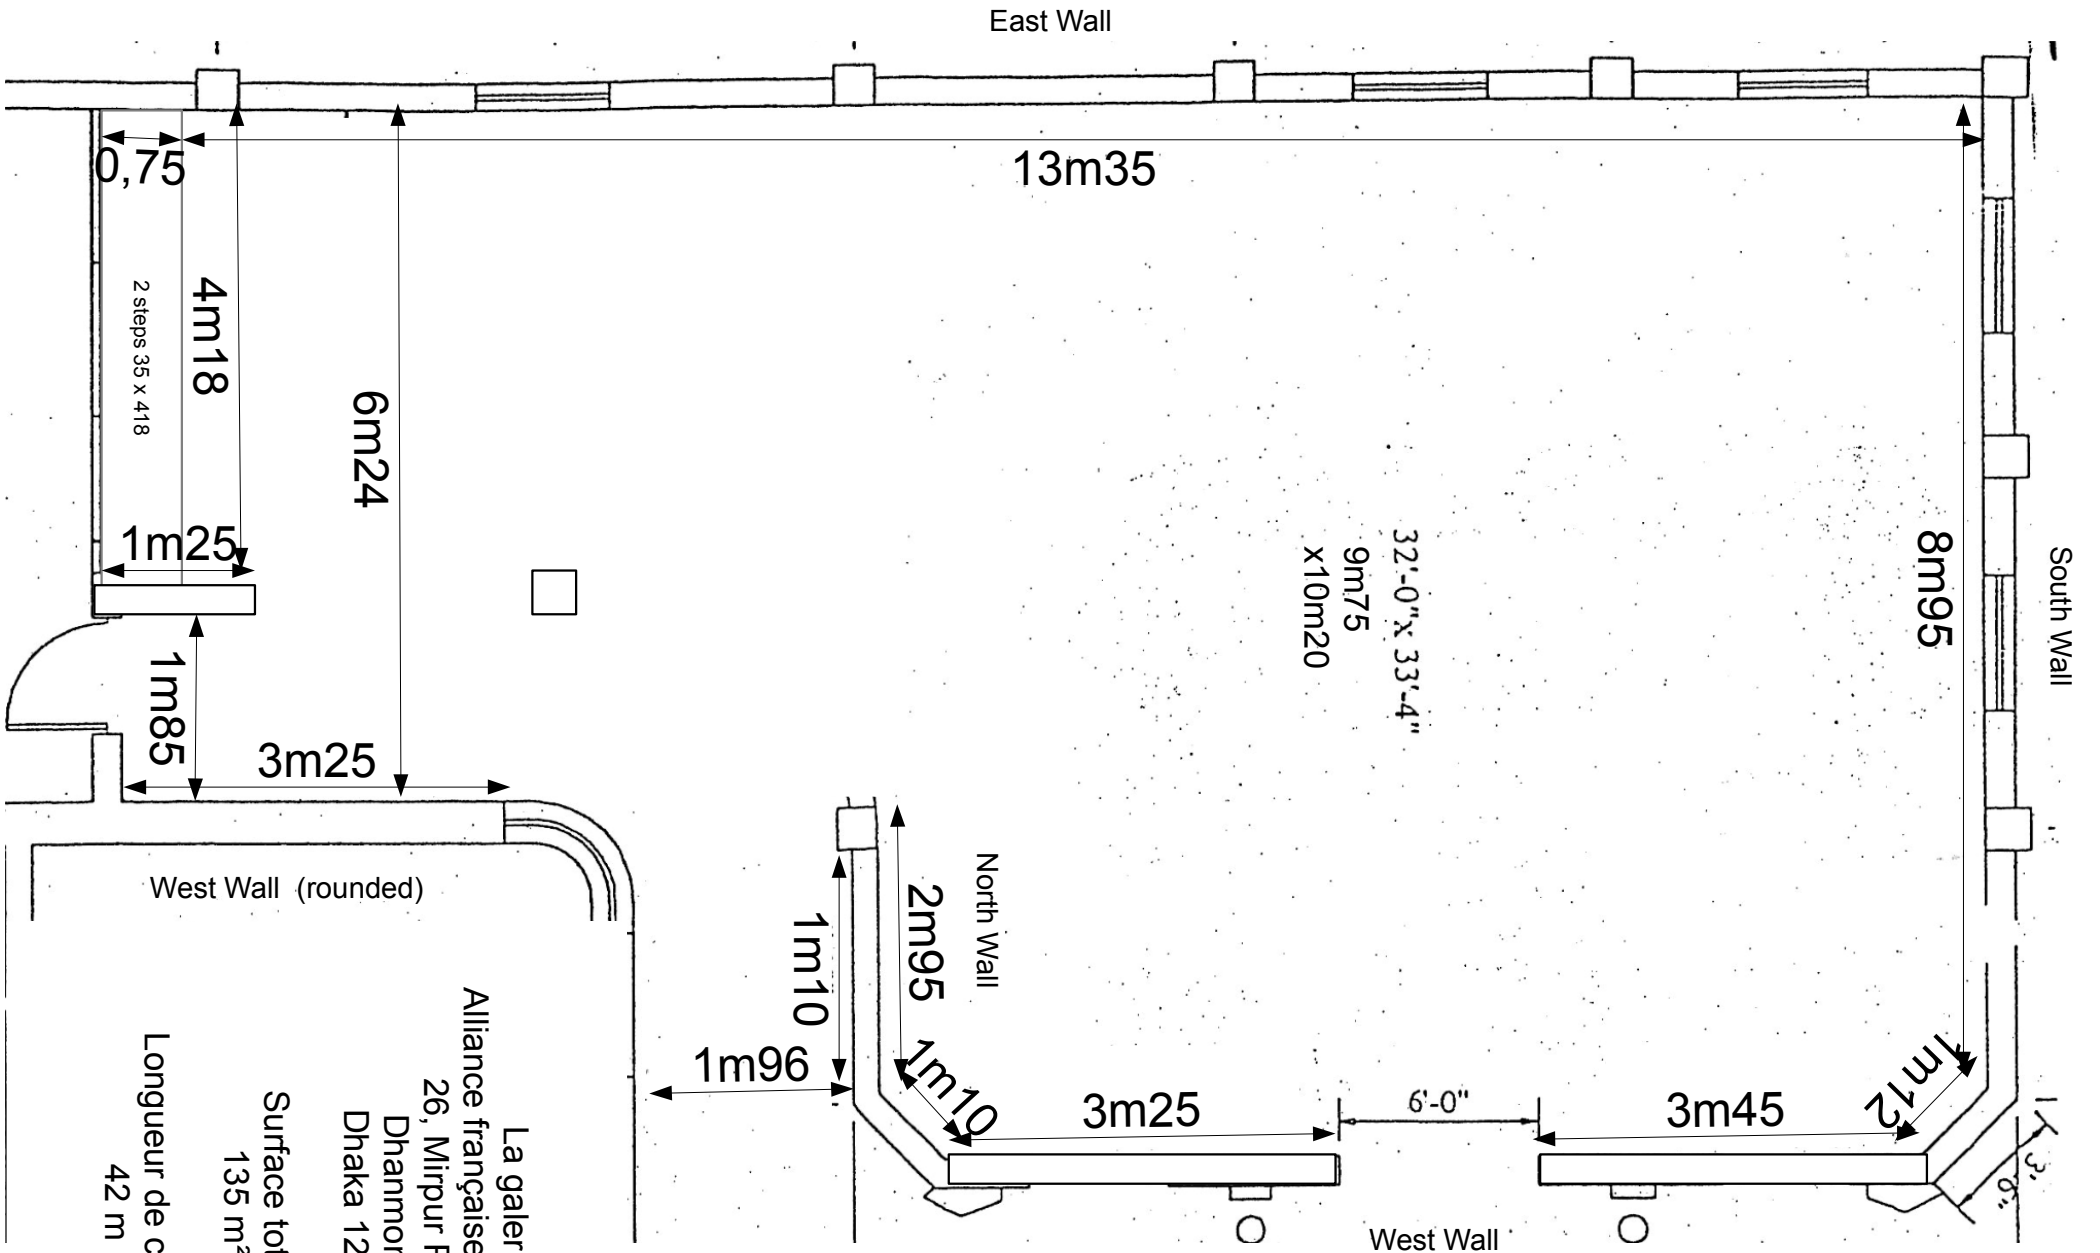 East Wall
0,75
13m35
4m18
2 steps 35 x 418
6m24
1m25
1m85
3m25
32'-0"x 33'-4"
9m75
x10m20
8m95
South Wall
West Wall (rounded)
North Wall
2m95
1m10
1m96
1m10
3m25
6'-0"
3m45
1m12
3'
6"
West Wall
La galer
Alliance française
26, Mirpur
Dhanmon
Dhaka 12
Surface tot
135 m²
Longueur de c
42 m